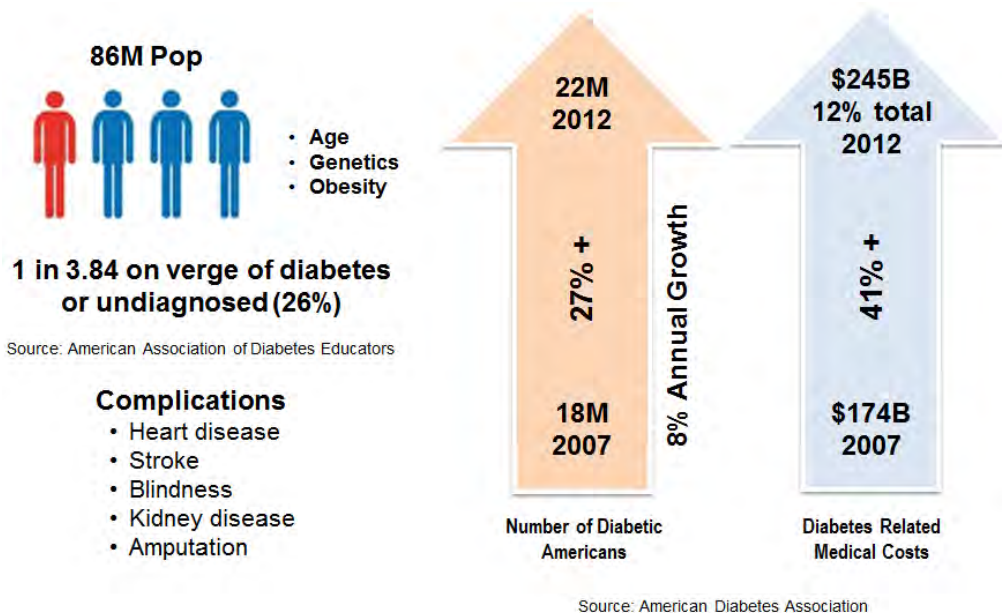 86M Pop
• Age
• Genetics
• Obesity
1 in 3.84 on verge of diabetes
or undiagnosed (26%)
Source: American Association of Diabetes Educators
Complications
• Heart disease
• Stroke
• Blindness
• Kidney disease
• Amputation
22M
2012
27% +
18M
2007
Number of Diabetic
Americans
8% Annual Growth
$245B
12% total
2012
41% +
$174B
2007
Diabetes Related
Medical Costs
Source: American Diabetes Association